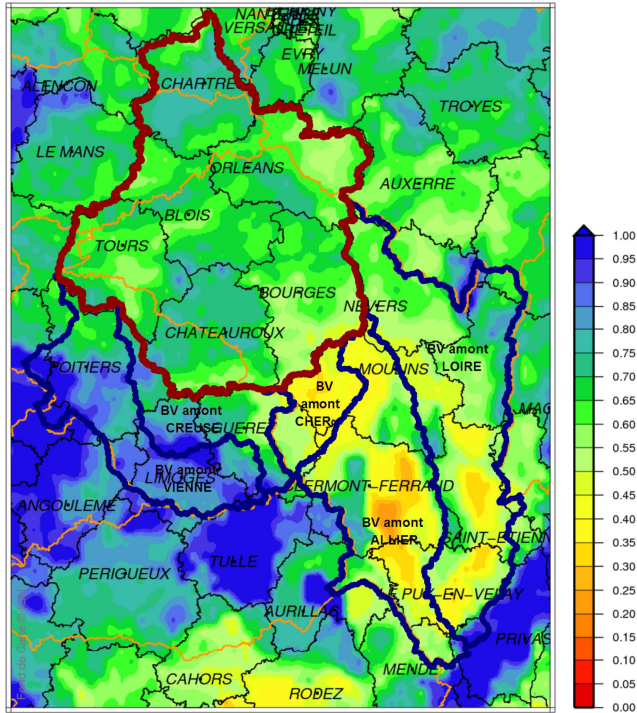 VERSAI
EVRY
MELUN
ALENCON
CHARTRES
TROYES
LE MANS
ORLEANS
AUXERRE
BLOIS
TOURS
BOURGES
NEVERS
CHATEAUROUX
BV amont
LOIRE
POITIERS
MOULINS
BV
amont
CHER
BV amont
CREUSE
GUERET
BV amont
VIENNE
LIMOGES
CLERMONT-FERRAND
ANGOULEME
BV amont
ALLIER
SAINT-ETIENN
TULLE
PERIGUEUX
LE PUY-EN-VELAY
AURILLAC
PRIVAS
MENDE
CAHORS
RODEZ
MAC
1.00
0.95
0.90
0.85
0.80
0.75
0.70
0.65
0.60
0.55
0.50
0.45
0.40
0.35
0.30
0.25
0.20
0.15
0.10
0.05
0.00